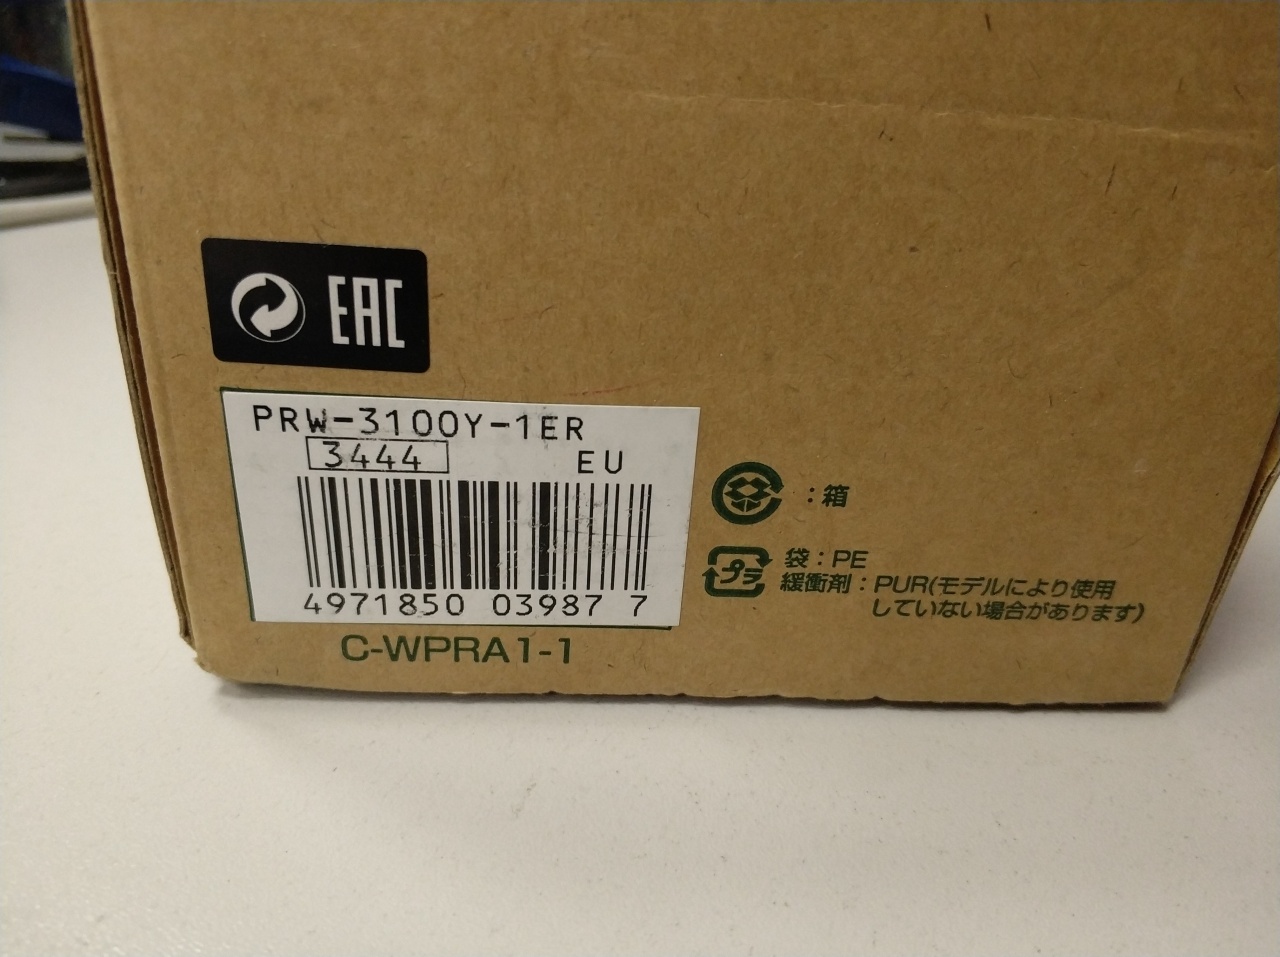 EAC
PRW-3100Y-1ER
3444 EU
4971850 03987 7
C-WPRA1-1
：箱
プラ
袋：PE
緩衝剤：PUR(モデルにより使用
していない場合があります)